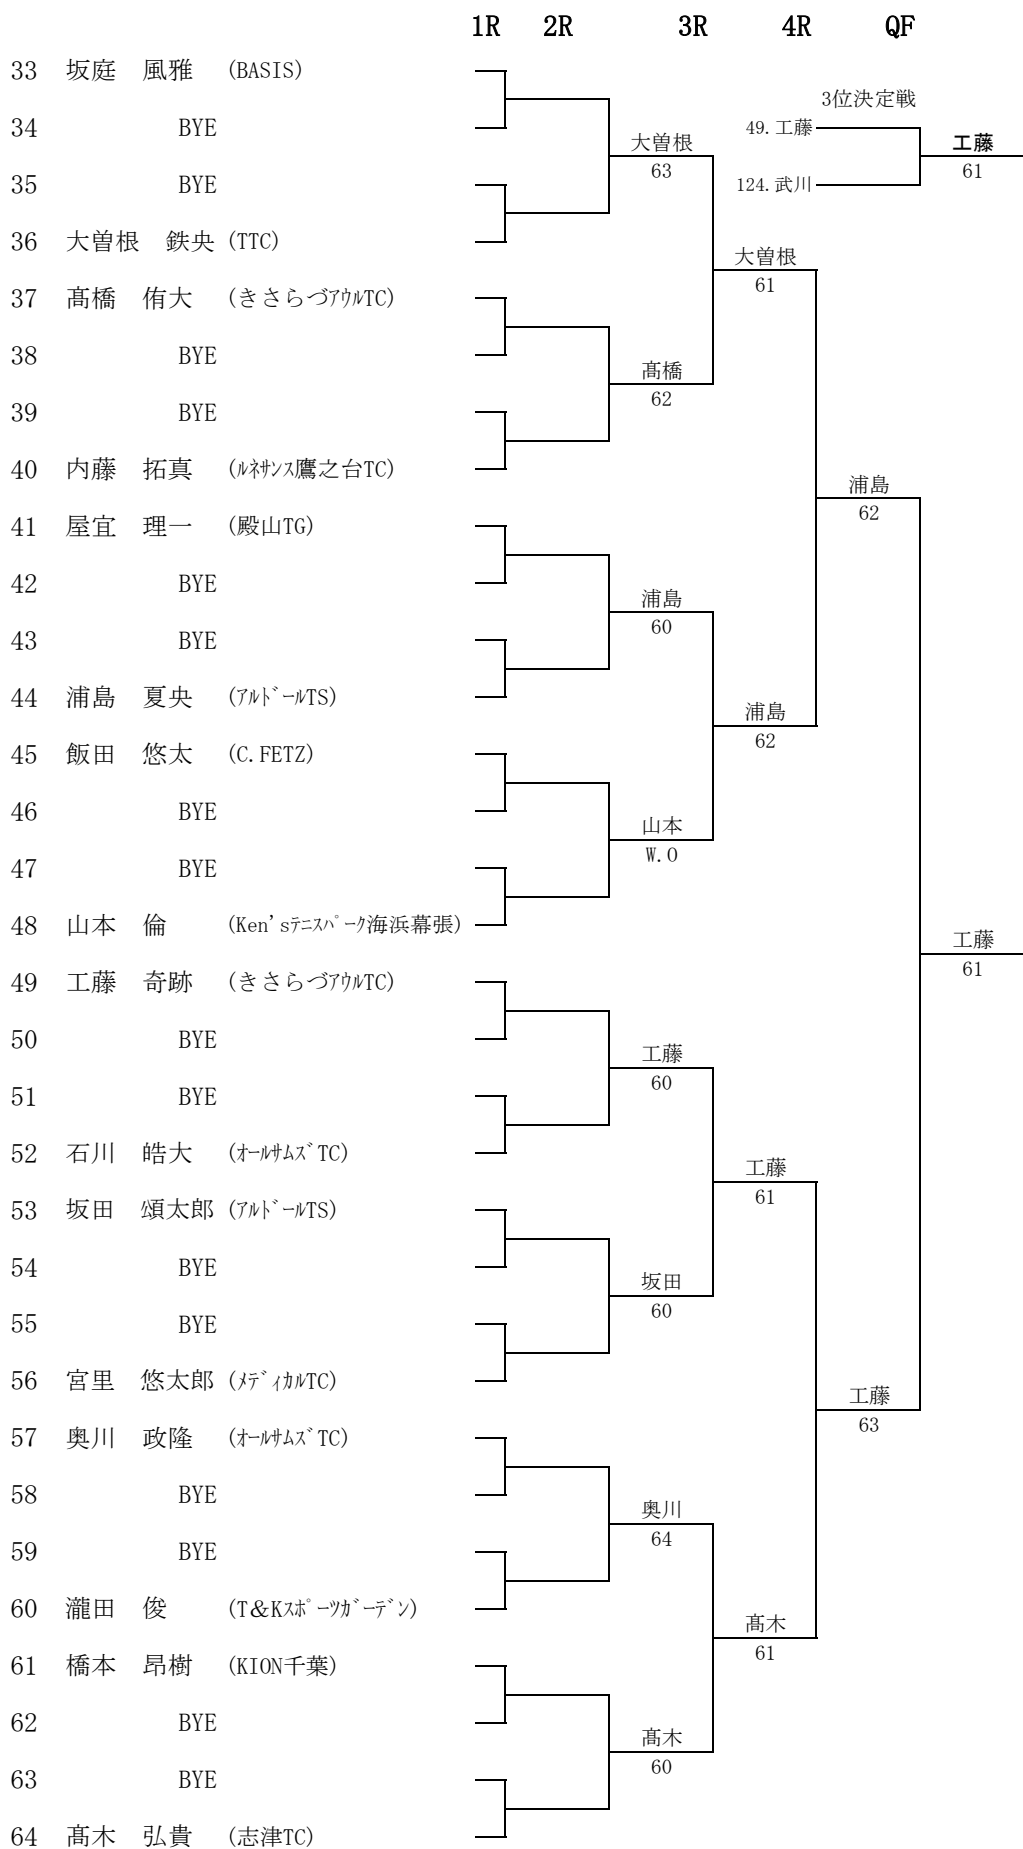 1R 2R 3R 4R QF
33 坂庭 風雅 (BASIS)
3位決定戦
34 BYE
49.工藤
大曽根
工藤
63
61
35 BYE
124.武川
36 大曽根 鉄央 (TTC)
大曽根
61
37 髙橋 侑大 (きさらづｱｳﾙTC)
38 BYE
髙橋
62
39 BYE
40 内藤 拓真 (ﾙﾈｻﾝｽ鷹之台TC)
浦島
62
41 屋宜 理一 (殿山TG)
42 BYE
浦島
60
43 BYE
44 浦島 夏央 (ｱﾙﾄﾞｰﾙTS)
浦島
62
45 飯田 悠太 (C.FETZ)
46 BYE
山本
W.O
47 BYE
48 山本 倫 (Ken'sﾃﾆｽﾊﾟｰｸ海浜幕張)
工藤
61
49 工藤 奇跡 (きさらづｱｳﾙTC)
50 BYE
工藤
60
51 BYE
52 石川 皓大 (ｵｰﾙｻﾑｽﾞTC)
工藤
61
53 坂田 頌太郎 (ｱﾙﾄﾞｰﾙTS)
54 BYE
坂田
60
55 BYE
56 宮里 悠太郎 (ﾒﾃﾞｨｶﾙTC)
工藤
63
57 奥川 政隆 (ｵｰﾙｻﾑｽﾞTC)
58 BYE
奥川
64
59 BYE
60 瀧田 俊 (T＆Kｽﾎﾟｰﾂｶﾞｰﾃﾞﾝ)
髙木
61
61 橋本 昂樹 (KION千葉)
62 BYE
髙木
60
63 BYE
64 髙木 弘貴 (志津TC)